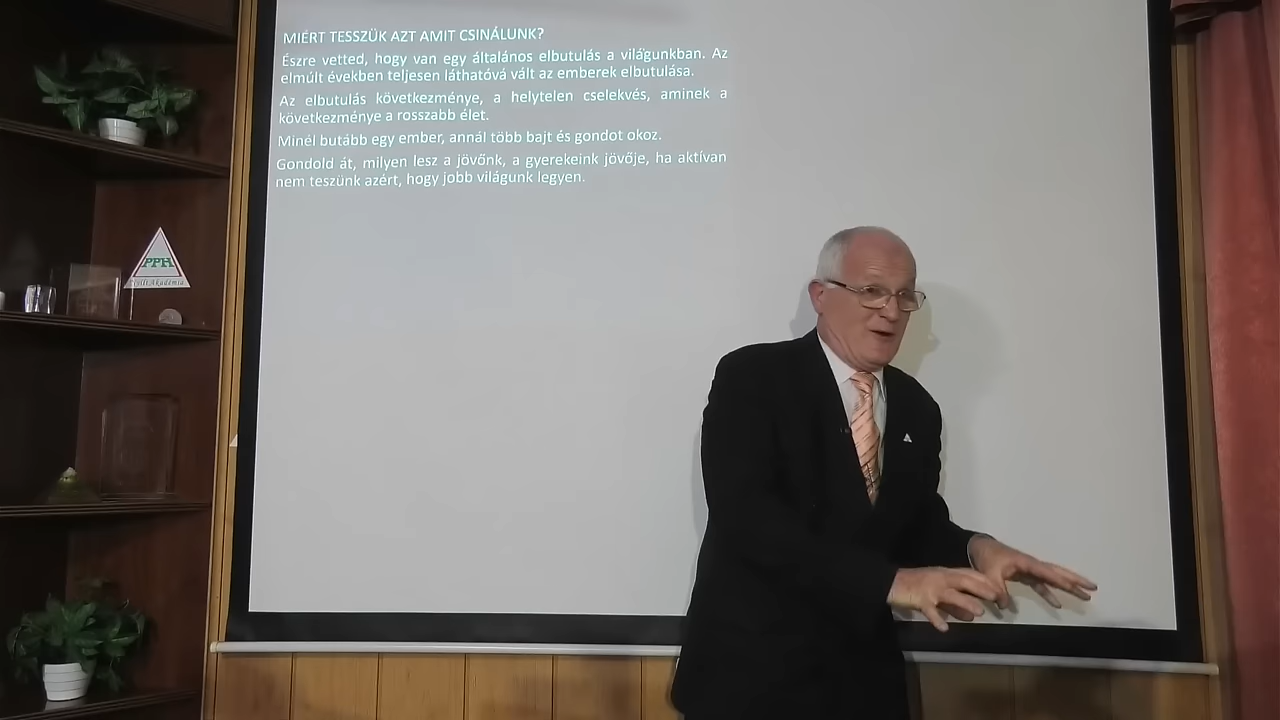 MIÉRT TESSZÜK AZT AMIT CSINÁLUNK?
Észre vetted, hogy van egy általános elbutulás a világunkban. Az
elmúlt években teljesen láthatóvá vált az emberek elbutulása.
Az elbutulás következménye, a helytelen cselekvés, aminek a
következménye a rosszabb élet.
Minél butább egy ember, annál több bajt és gondot okoz.
Gondold át, milyen lesz a jövőnk, a gyerekeink jövője, ha aktívan
nem teszünk azért, hogy jobb világunk legyen.
PPH
Akadémia